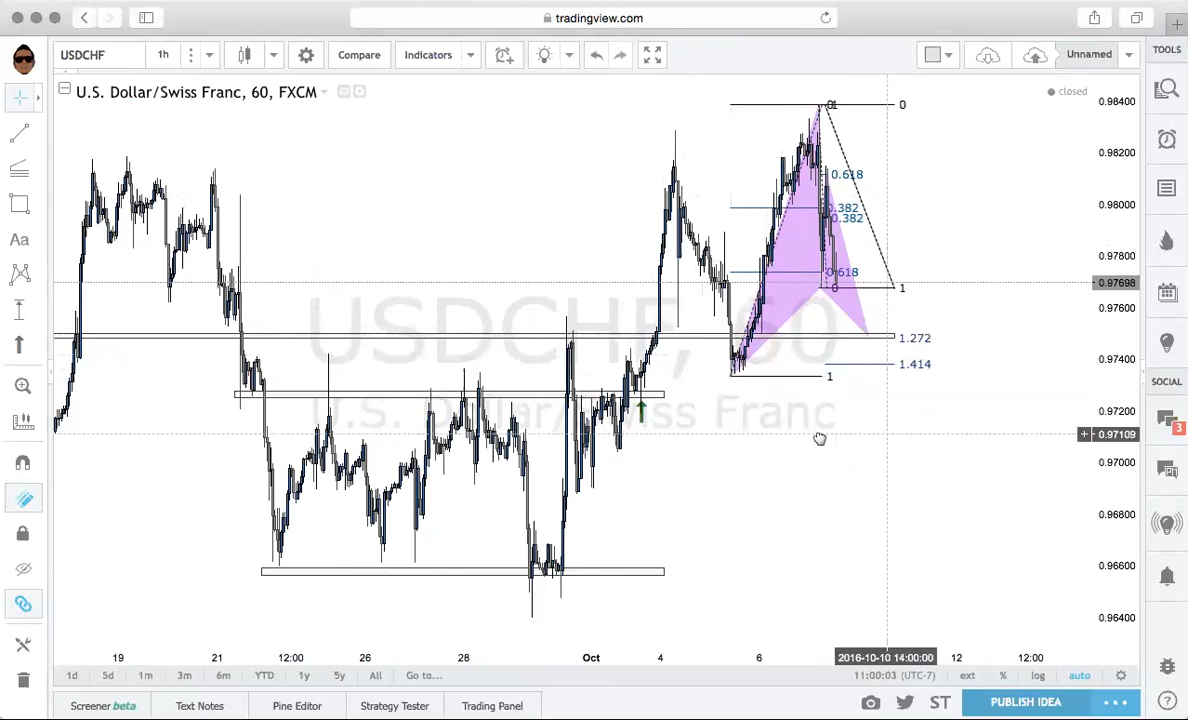 tradingview.com
USDCHF 1h Compare Indicators Unnamed TOOLS
U.S. Dollar/Swiss Franc, 60, FXCM
closed
USDCHF, 60
U.S. Dollar/Swiss Franc
0
0.618
0.382
0.382
0.618
0
1
1.272
1.414
1
0.98400
0.98200
0.98000
0.97800
0.97698
0.97600
0.97400
0.97200
0.97109
0.97000
0.96800
0.96600
0.96400
SOCIAL
3
19 21 12:00 26 28 Oct 4 6 2016-10-10 14:00:00 12 12:00
1d 5d 1m 3m 6m YTD 1y 5y All Go to... 11:00:03 (UTC-7) ext % log auto
Screener beta Text Notes Pine Editor Strategy Tester Trading Panel ST PUBLISH IDEA